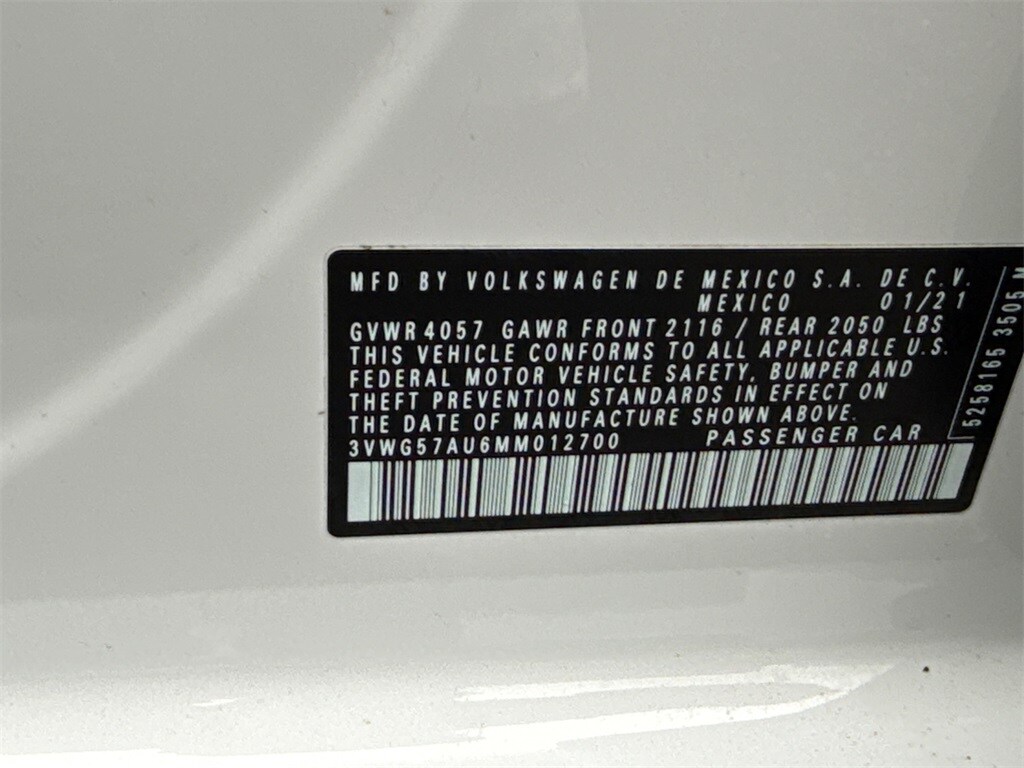 MFD BY VOLKSWAGEN DE MEXICO S.A. DE C.V.
MEXICO 01/21
GVWR 4057 GAWR FRONT 2116 / REAR 2050 LBS
THIS VEHICLE CONFORMS TO ALL APPLICABLE U.S.
FEDERAL MOTOR VEHICLE SAFETY, BUMPER AND
THEFT PREVENTION STANDARDS IN EFFECT ON
THE DATE OF MANUFACTURE SHOWN ABOVE.
3VWG57AU6MM012700 PASSENGER CAR
5258165 3505